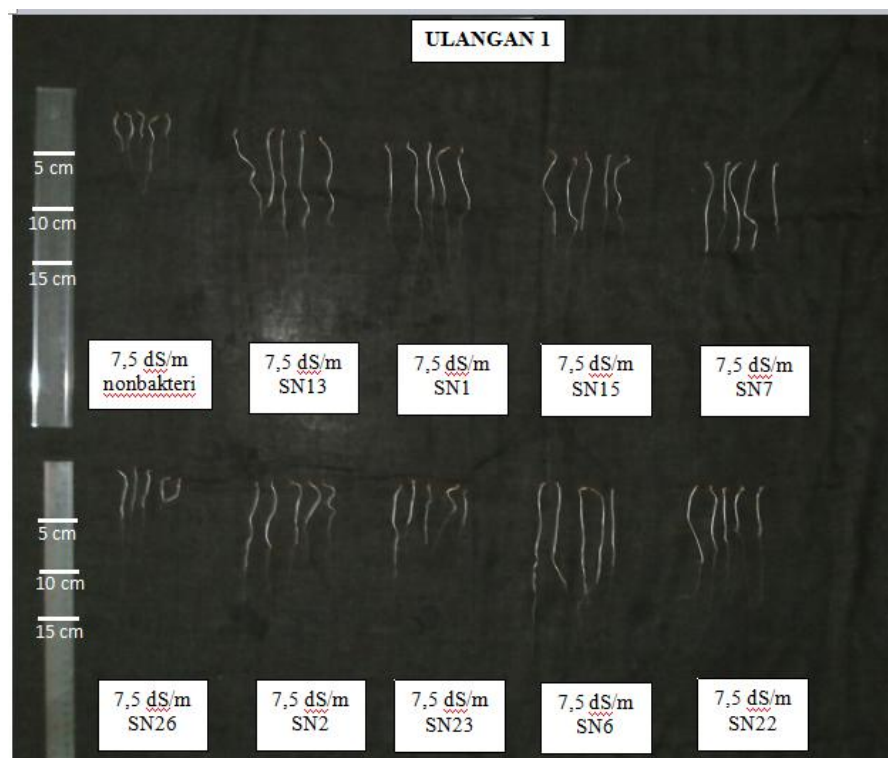 ULANGAN 1
5 cm
10 cm
15 cm
7,5 dS/m
nonbakteri
7,5 dS/m
SN13
7,5 dS/m
SN1
7,5 dS/m
SN15
7,5 dS/m
SN7
5 cm
10 cm
15 cm
7,5 dS/m
SN26
7,5 dS/m
SN2
7,5 dS/m
SN23
7,5 dS/m
SN6
7,5 dS/m
SN22